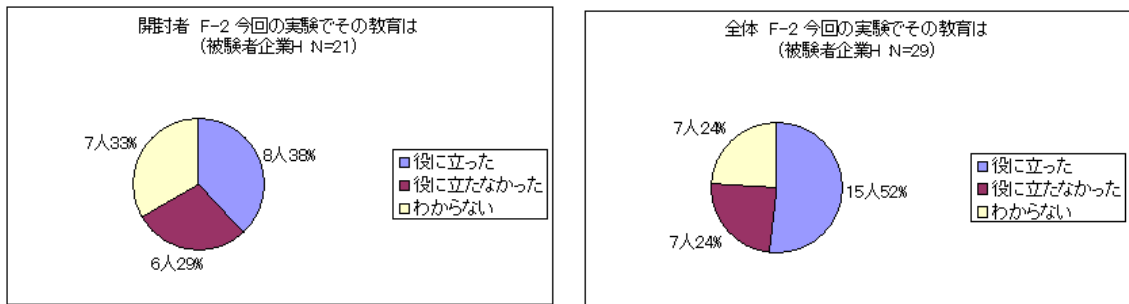 開封者 F-2 今回の実験でその教育は
(被験者企業H N=21)
7人33%
8人38%
6人29%
役に立った
役に立たなかった
わからない
全体 F-2 今回の実験でその教育は
(被験者企業H N=29)
7人24%
15人52%
7人24%
役に立った
役に立たなかった
わからない